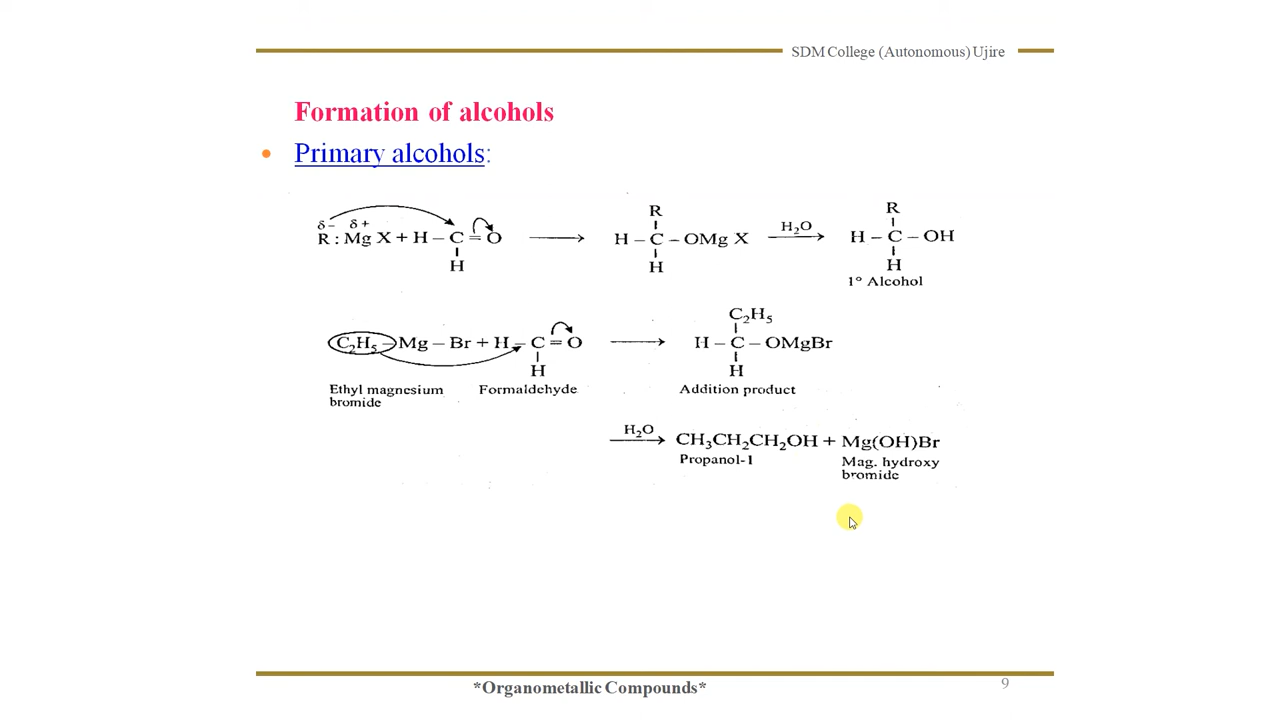 SDM College (Autonomous) Ujire
Formation of alcohols
• Primary alcohols:
δ− δ+
R : Mg X + H – C = O
H
R
H – C – OMg X
H
H₂O
R
H – C – OH
H
1° Alcohol
C₂H₅ – Mg – Br + H – C = O
H
Ethyl magnesium
bromide
Formaldehyde
C₂H₅
H – C – OMgBr
H
Addition product
H₂O
CH₃CH₂CH₂OH + Mg(OH)Br
Propanol-1
Mag. hydroxy
bromide
*Organometallic Compounds*
9